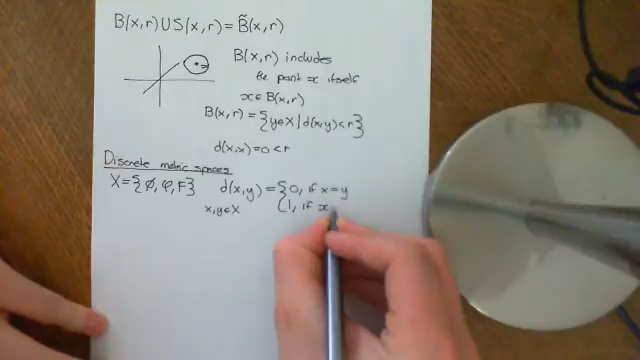 B(x,r) U S(x,r) = B̃(x,r)
B(x,r) includes
the point x itself
x ∈ B(x,r)
B(x,r) = {y∈X | d(x,y) < r}
d(x,x) = 0 < r
Discrete metric spaces
X = {∅, φ, F} d(x,y) = { 0, if x = y
x,y ∈ X { 1, if x